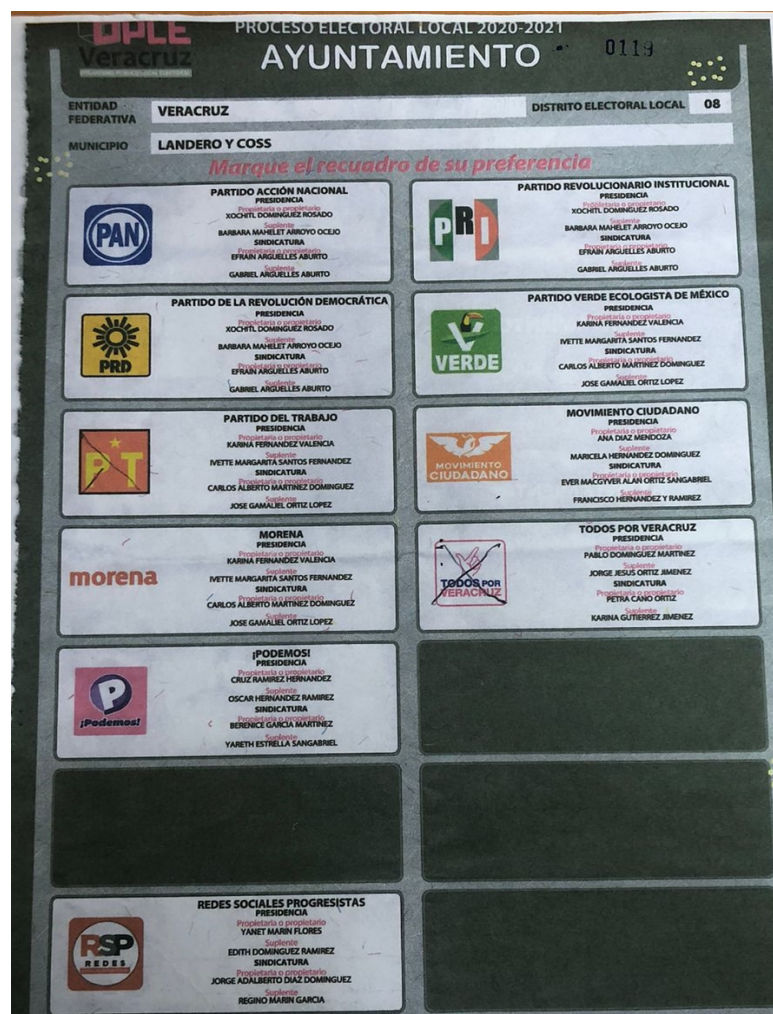 OPLE
Veracruz
PROCESO ELECTORAL LOCAL 2020-2021
AYUNTAMIENTO
0119
ENTIDAD FEDERATIVA
VERACRUZ
DISTRITO ELECTORAL LOCAL 08
MUNICIPIO
LANDERO Y COSS
Marque el recuadro de su preferencia
PAN
PARTIDO ACCIÓN NACIONAL
PRESIDENCIA
Propietaria o propietario
XOCHITL DOMINGUEZ ROSADO
Suplente
BARBARA MAHELET ARROYO OCEJO
SINDICATURA
Propietaria o propietario
EFRAIN ARGUELLES ABURTO
Suplente
GABRIEL ARGUELLES ABURTO
PRI
PARTIDO REVOLUCIONARIO INSTITUCIONAL
PRESIDENCIA
Propietaria o propietario
XOCHITL DOMINGUEZ ROSADO
Suplente
BARBARA MAHELET ARROYO OCEJO
SINDICATURA
Propietaria o propietario
EFRAIN ARGUELLES ABURTO
Suplente
GABRIEL ARGUELLES ABURTO
PRD
PARTIDO DE LA REVOLUCIÓN DEMOCRÁTICA
PRESIDENCIA
Propietaria o propietario
XOCHITL DOMINGUEZ ROSADO
Suplente
BARBARA MAHELET ARROYO OCEJO
SINDICATURA
Propietaria o propietario
EFRAIN ARGUELLES ABURTO
Suplente
GABRIEL ARGUELLES ABURTO
VERDE
PARTIDO VERDE ECOLOGISTA DE MÉXICO
PRESIDENCIA
Propietaria o propietario
KARINA FERNANDEZ VALENCIA
Suplente
IVETTE MARGARITA SANTOS FERNANDEZ
SINDICATURA
Propietaria o propietario
CARLOS ALBERTO MARTINEZ DOMINGUEZ
Suplente
JOSE GAMALIEL ORTIZ LOPEZ
PT
PARTIDO DEL TRABAJO
PRESIDENCIA
Propietaria o propietario
KARINA FERNANDEZ VALENCIA
Suplente
IVETTE MARGARITA SANTOS FERNANDEZ
SINDICATURA
Propietaria o propietario
CARLOS ALBERTO MARTINEZ DOMINGUEZ
Suplente
JOSE GAMALIEL ORTIZ LOPEZ
MOVIMIENTO
CIUDADANO
MOVIMIENTO CIUDADANO
PRESIDENCIA
Propietaria o propietario
ANA DIAZ MENDOZA
Suplente
MARICELA HERNANDEZ DOMINGUEZ
SINDICATURA
Propietaria o propietario
EVER MACGYVER ALAN ORTIZ SANGABRIEL
Suplente
FRANCISCO HERNANDEZ Y RAMIREZ
morena
MORENA
PRESIDENCIA
Propietaria o propietario
KARINA FERNANDEZ VALENCIA
Suplente
IVETTE MARGARITA SANTOS FERNANDEZ
SINDICATURA
Propietaria o propietario
CARLOS ALBERTO MARTINEZ DOMINGUEZ
Suplente
JOSE GAMALIEL ORTIZ LOPEZ
TODOS POR
VERACRUZ
TODOS POR VERACRUZ
PRESIDENCIA
Propietaria o propietario
PABLO DOMINGUEZ MARTINEZ
Suplente
JORGE JESUS ORTIZ JIMENEZ
SINDICATURA
Propietaria o propietario
PETRA CANO ORTIZ
Suplente
KARINA GUTIERREZ JIMENEZ
P
¡Podemos!
¡PODEMOS!
PRESIDENCIA
Propietaria o propietario
CRUZ RAMIREZ HERNANDEZ
Suplente
OSCAR HERNANDEZ RAMIREZ
SINDICATURA
Propietaria o propietario
BERENICE GARCIA MARTINEZ
Suplente
YARETH ESTRELLA SANGABRIEL
RSP
REDES
REDES SOCIALES PROGRESISTAS
PRESIDENCIA
Propietaria o propietario
YANET MARIN FLORES
Suplente
EDITH DOMINGUEZ RAMIREZ
SINDICATURA
Propietaria o propietario
JORGE ADALBERTO DIAZ DOMINGUEZ
Suplente
REGINO MARIN GARCIA